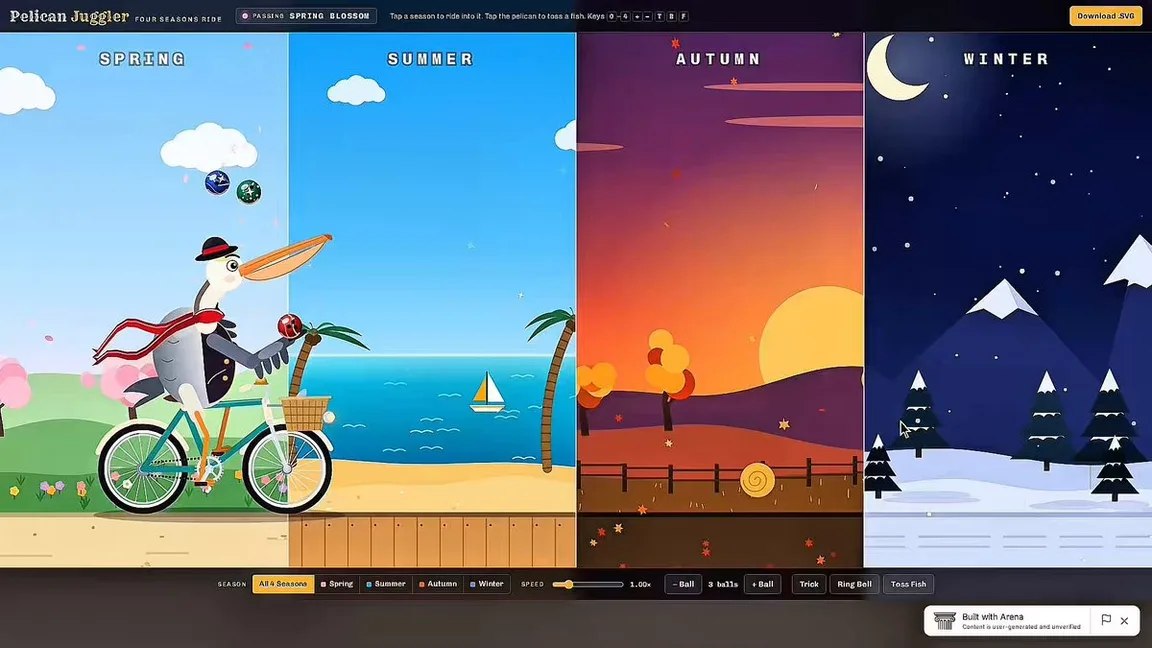 Pelican Juggler FOUR SEASONS RIDE
PASSING SPRING BLOSSOM
Tap a season to ride into it. Tap the pelican to toss a fish. Keys 0-4 + - T B F
Download .SVG
SPRING
SUMMER
AUTUMN
WINTER
SEASON All 4 Seasons Spring Summer Autumn Winter SPEED 1.00× − Ball 3 balls + Ball Trick Ring Bell Toss Fish
Built with Arena
Content is user-generated and unverified